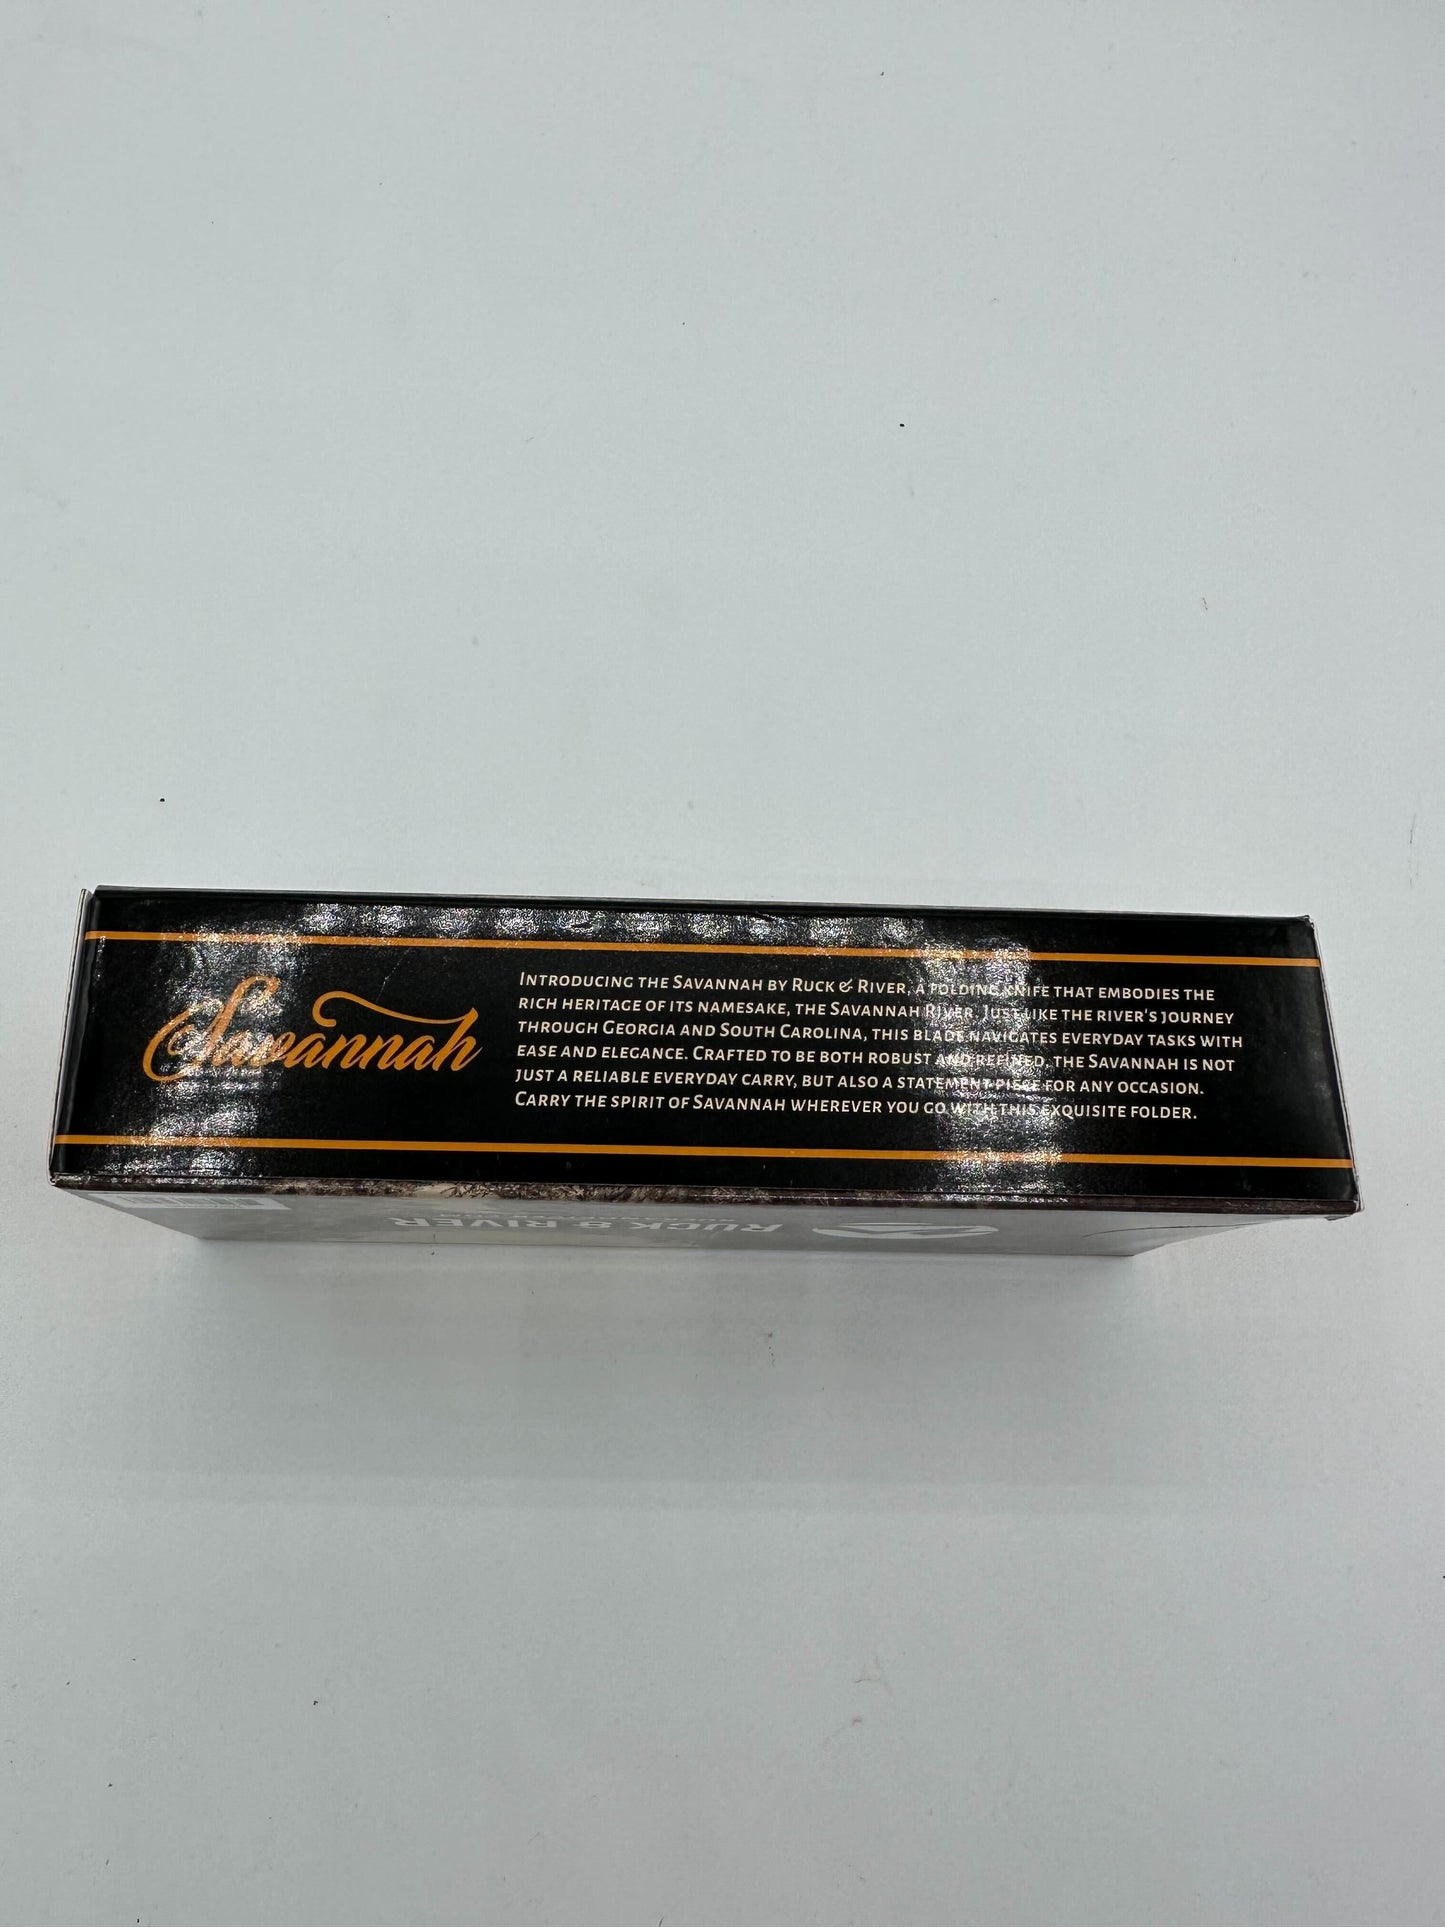 Savannah
Introducing the Savannah by Ruck & River, a folding knife that embodies the
rich heritage of its namesake, the Savannah River. Just like the river's journey
through Georgia and South Carolina, this blade navigates everyday tasks with
ease and elegance. Crafted to be both robust and refined, the Savannah is not
just a reliable everyday carry, but also a statement piece for any occasion.
Carry the spirit of Savannah wherever you go with this exquisite folder.
RUCK & RIVER